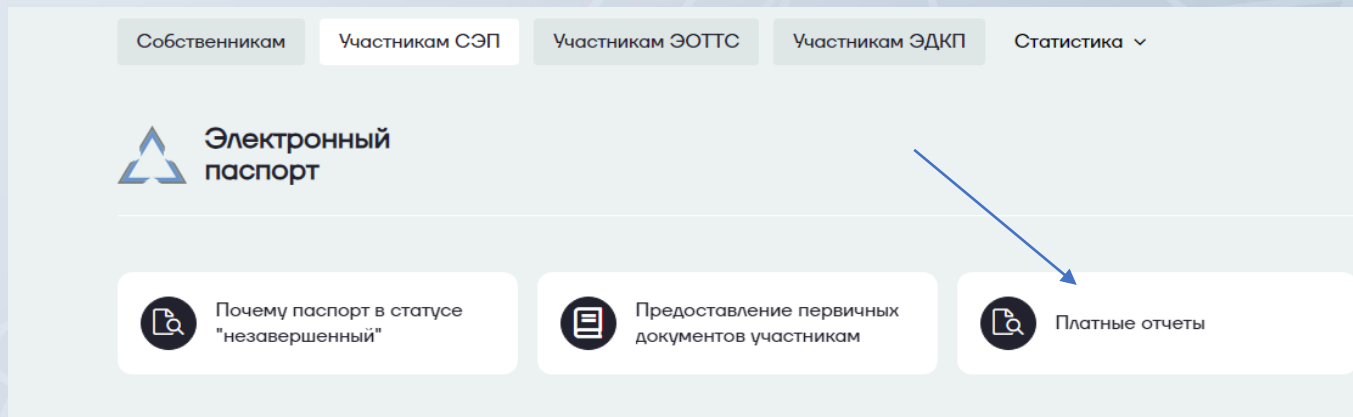 Собственникам Участникам СЭП Участникам ЭОТТС Участникам ЭДКП Статистика
Электронный
паспорт
Почему паспорт в статусе
"незавершенный"
Предоставление первичных
документов участникам
Платные отчеты